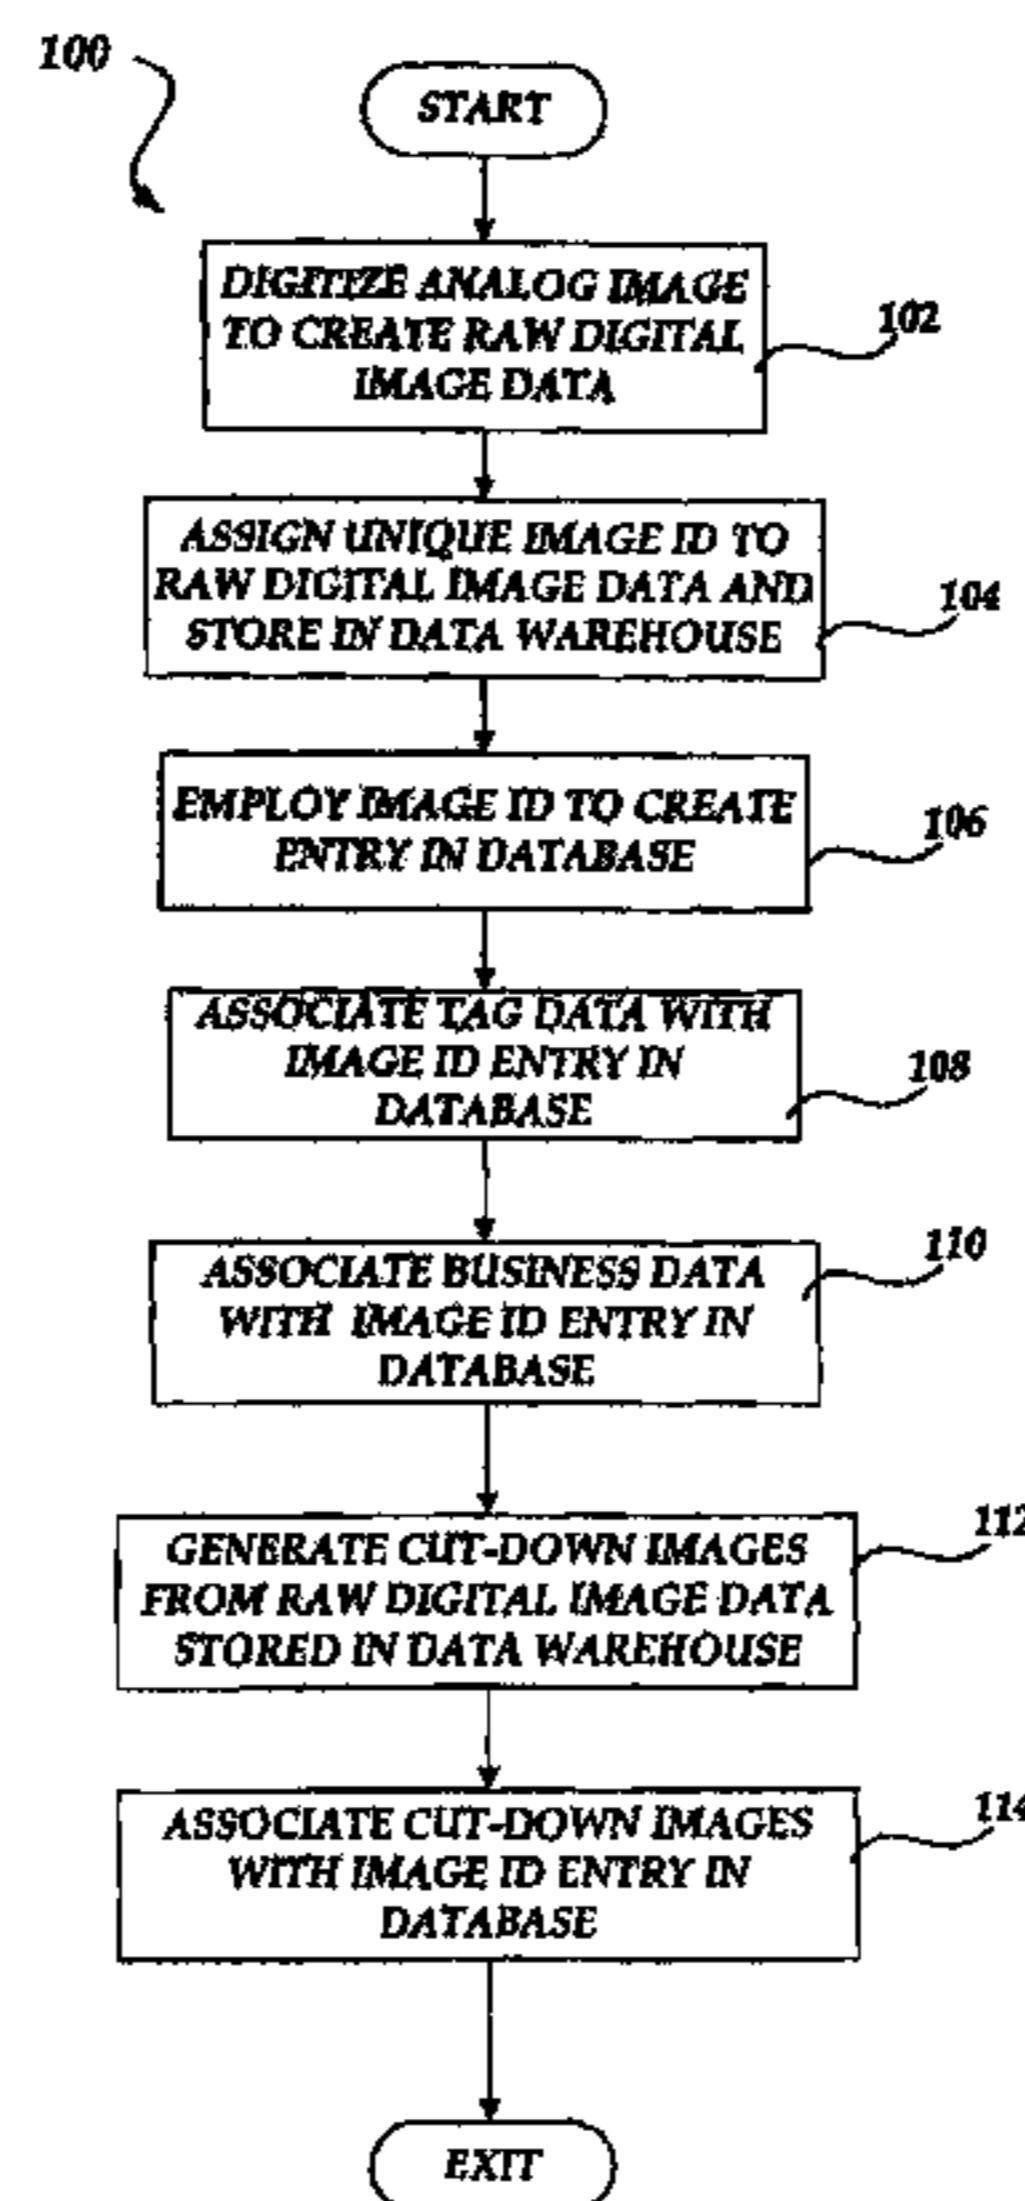 100
START
DIGITIZE ANALOG IMAGE
TO CREATE RAW DIGITAL
IMAGE DATA
102
ASSIGN UNIQUE IMAGE ID TO
RAW DIGITAL IMAGE DATA AND
STORE IN DATA WAREHOUSE
104
EMPLOY IMAGE ID TO CREATE
ENTRY IN DATABASE
106
ASSOCIATE TAG DATA WITH
IMAGE ID ENTRY IN
DATABASE
108
ASSOCIATE BUSINESS DATA
WITH IMAGE ID ENTRY IN
DATABASE
110
GENERATE CUT-DOWN IMAGES
FROM RAW DIGITAL IMAGE DATA
STORED IN DATA WAREHOUSE
112
ASSOCIATE CUT-DOWN IMAGES
WITH IMAGE ID ENTRY IN
DATABASE
114
EXIT